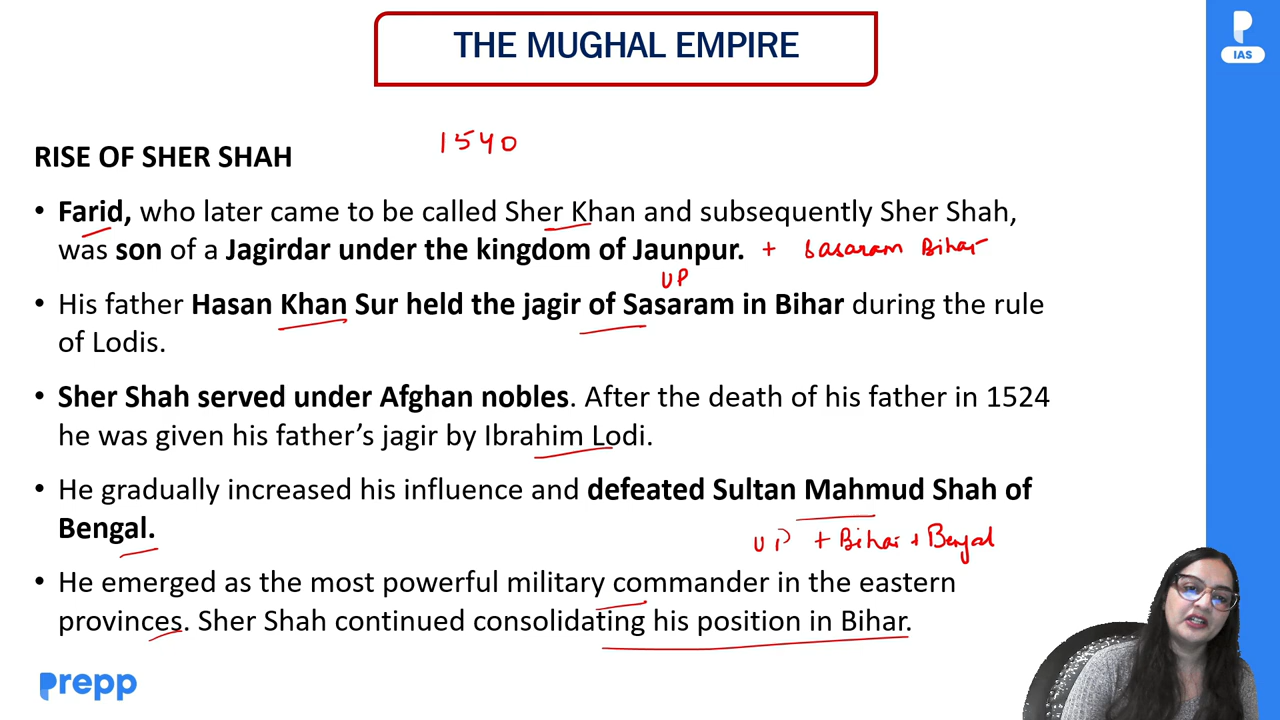 THE MUGHAL EMPIRE
P
IAS
RISE OF SHER SHAH
1540
• Farid, who later came to be called Sher Khan and subsequently Sher Shah,
was son of a Jagirdar under the kingdom of Jaunpur. + Sasaram Bihar
UP
• His father Hasan Khan Sur held the jagir of Sasaram in Bihar during the rule
of Lodis.
• Sher Shah served under Afghan nobles. After the death of his father in 1524
he was given his father’s jagir by Ibrahim Lodi.
• He gradually increased his influence and defeated Sultan Mahmud Shah of
Bengal.
UP + Bihar + Bengal
• He emerged as the most powerful military commander in the eastern
provinces. Sher Shah continued consolidating his position in Bihar.
prepp